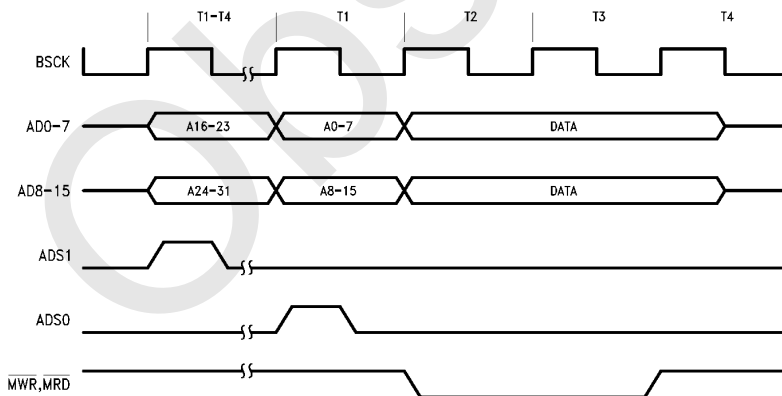 T1-T4 T1 T2 T3 T4
BSCK
AD0-7 A16-23 A0-7 DATA
AD8-15 A24-31 A8-15 DATA
ADS1
ADS0
MWR,MRD
Obs